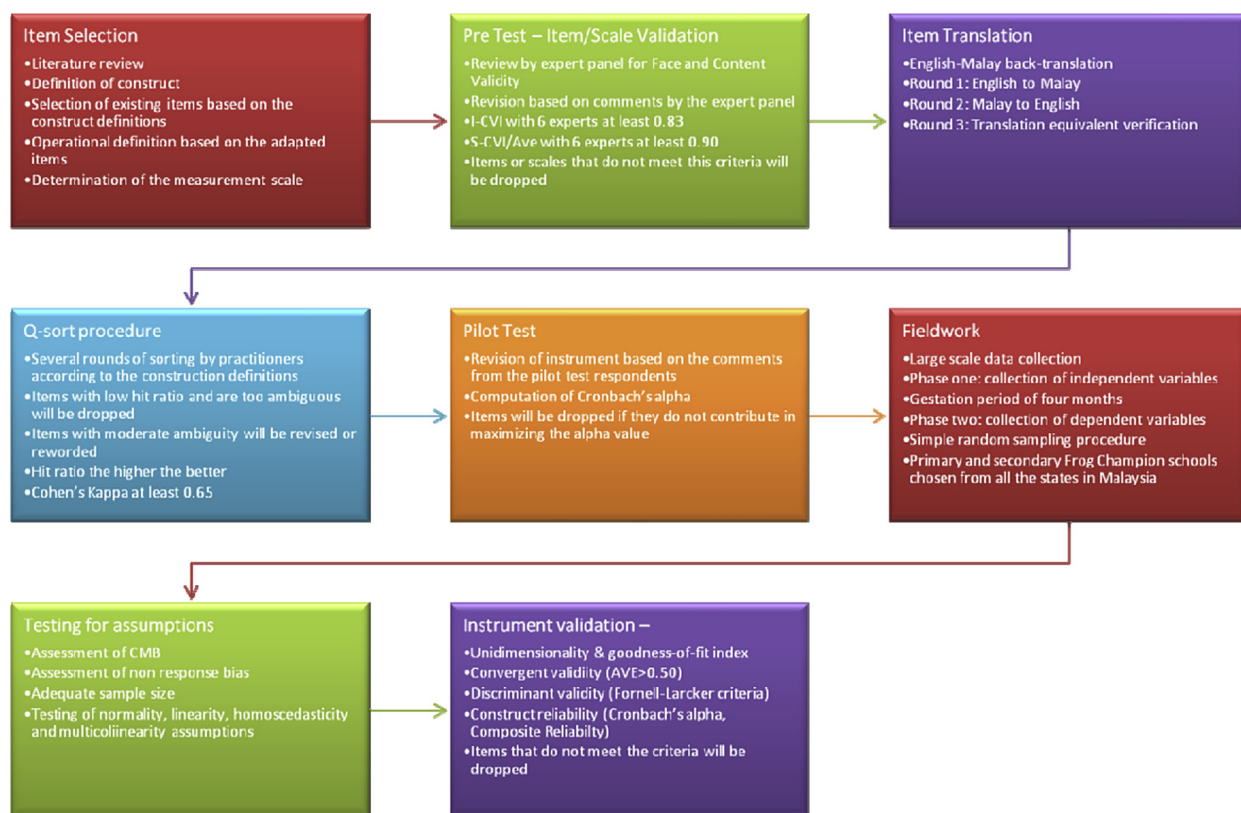 Item Selection
•Literature review
•Definition of construct
•Selection of existing items based on the
construct definitions
•Operational definition based on the adapted
items
•Determination of the measurement scale
Pre Test – Item/Scale Validation
•Review by expert panel for Face and Content
Validity
•Revision based on comments by the expert panel
•I-CVI with 6 experts at least 0.83
•S-CVI/Ave with 6 experts at least 0.90
•Items or scales that do not meet this criteria will
be dropped
Item Translation
•English-Malay back-translation
•Round 1: English to Malay
•Round 2: Malay to English
•Round 3: Translation equivalent verification
Q-sort procedure
•Several rounds of sorting by practitioners
according to the construction definitions
•Items with low hit ratio and are too ambiguous
will be dropped
•Items with moderate ambiguity will be revised or
reworded
•Hit ratio the higher the better
•Cohen's Kappa at least 0.65
Pilot Test
•Revision of instrument based on the comments
from the pilot test respondents
•Computation of Cronbach's alpha
•Items will be dropped if they do not contribute in
maximizing the alpha value
Fieldwork
•Large scale data collection
•Phase one: collection of independent variables
•Gestation period of four months
•Phase two: collection of dependent variables
•Simple random sampling procedure
•Primary and secondary Frog Champion schools
chosen from all the states in Malaysia
Testing for assumptions
•Assessment of CMB
•Assessment of non response bias
•Adequate sample size
•Testing of normality, linearity, homoscedasticity
and multicoliinearity assumptions
Instrument validation –
•Unidimensionality & goodness-of-fit index
•Convergent validiity (AVE>0.50)
•Discriminant validity (Fornell-Larcker criteria)
•Construct reliability (Cronbach's alpha,
Composite Reliabilty)
•Items that do not meet the criteria will be
dropped